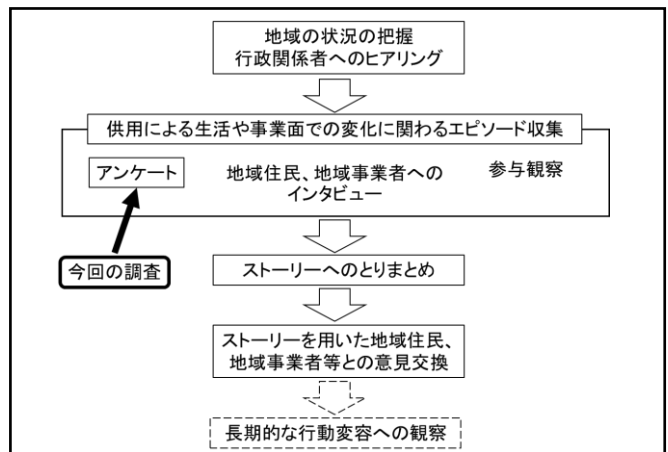 地域の状況の把握
行政関係者へのヒアリング
供用による生活や事業面での変化に関わるエピソード収集
アンケート
地域住民、地域事業者への
インタビュー
参与観察
今回の調査
ストーリーへのとりまとめ
ストーリーを用いた地域住民、
地域事業者等との意見交換
長期的な行動変容への観察